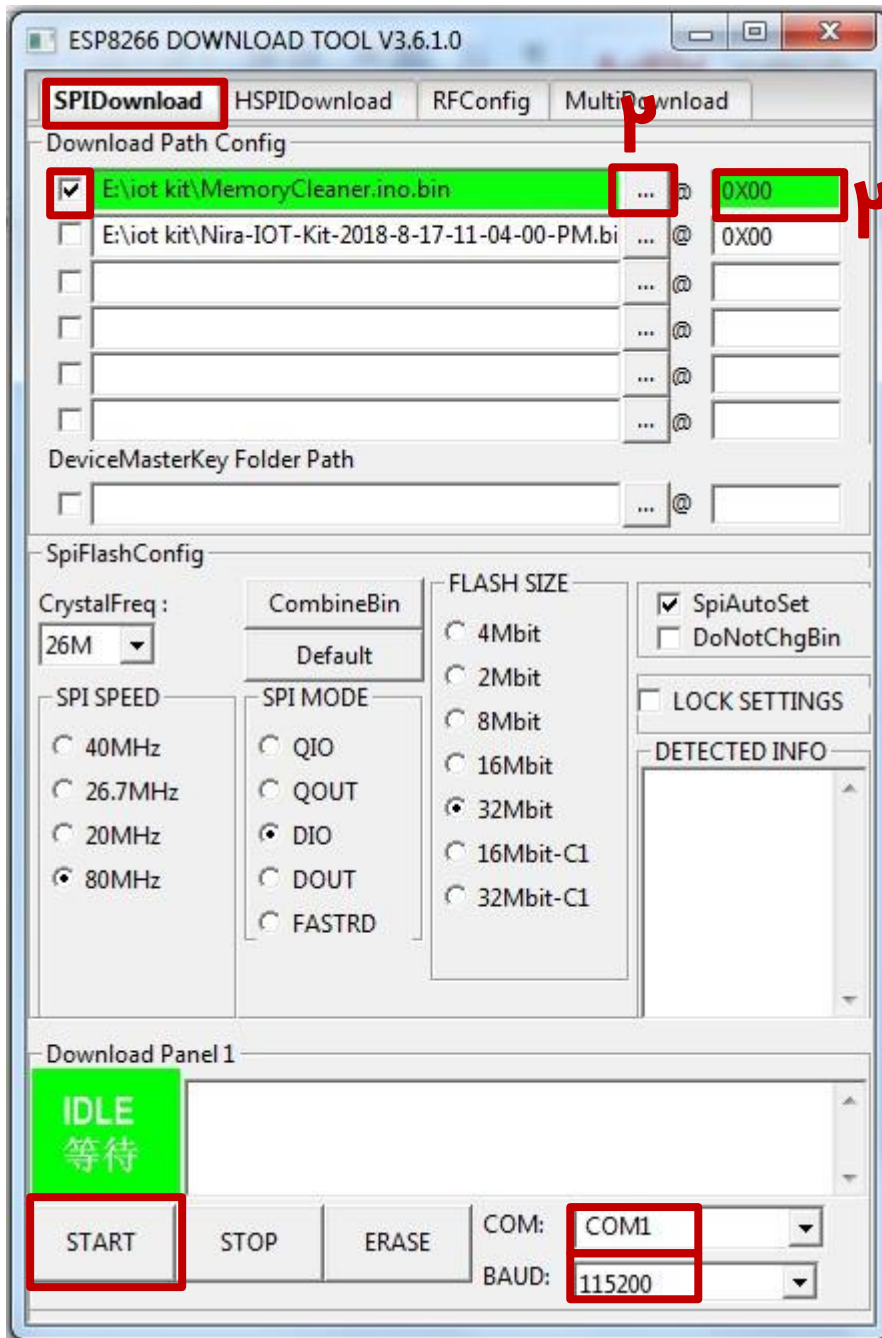 ESP8266 DOWNLOAD TOOL V3.6.1.0
SPIDownload HSPIDownload RFConfig MultiDownload
۲
Download Path Config
E:\iot kit\MemoryCleaner.ino.bin ... @ 0X00
۳
E:\iot kit\Nira-IOT-Kit-2018-8-17-11-04-00-PM.bi ... @ 0X00
... @
... @
... @
... @
DeviceMasterKey Folder Path
... @
SpiFlashConfig
CrystalFreq :
26M
CombineBin
Default
SPI SPEED
40MHz
26.7MHz
20MHz
80MHz
SPI MODE
QIO
QOUT
DIO
DOUT
FASTRD
FLASH SIZE
4Mbit
2Mbit
8Mbit
16Mbit
32Mbit
16Mbit-C1
32Mbit-C1
SpiAutoSet
DoNotChgBin
LOCK SETTINGS
DETECTED INFO
Download Panel 1
IDLE
等待
START STOP ERASE
COM: COM1
BAUD: 115200